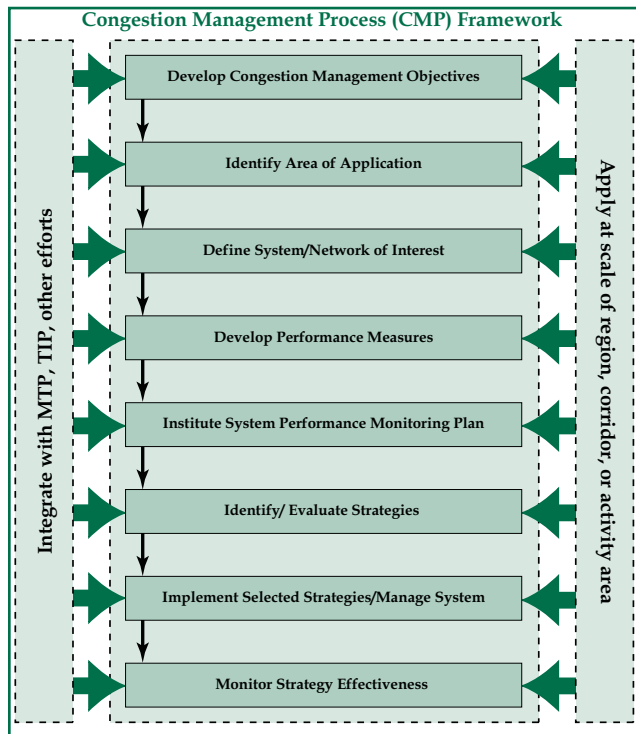 Congestion Management Process (CMP) Framework
Integrate with MTP, TIP, other efforts
Develop Congestion Management Objectives
Identify Area of Application
Define System/Network of Interest
Develop Performance Measures
Institute System Performance Monitoring Plan
Identify/ Evaluate Strategies
Implement Selected Strategies/Manage System
Monitor Strategy Effectiveness
Apply at scale of region, corridor, or activity area